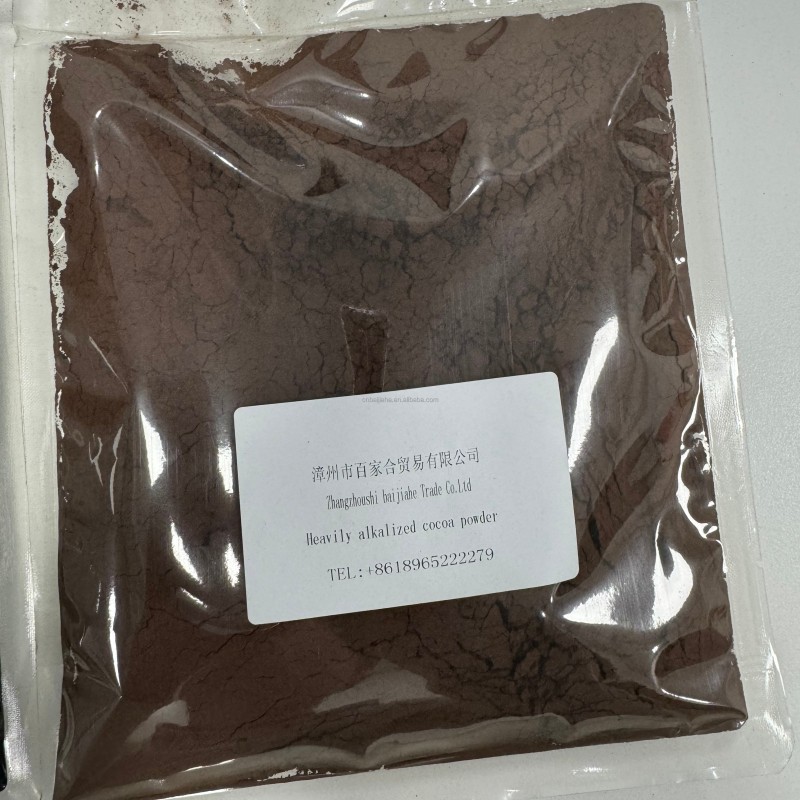 漳州市百家合贸易有限公司
Zhangzhoushi baijiahe Trade Co.Ltd
Heavily alkalized cocoa powder
TEL:+8618965222279